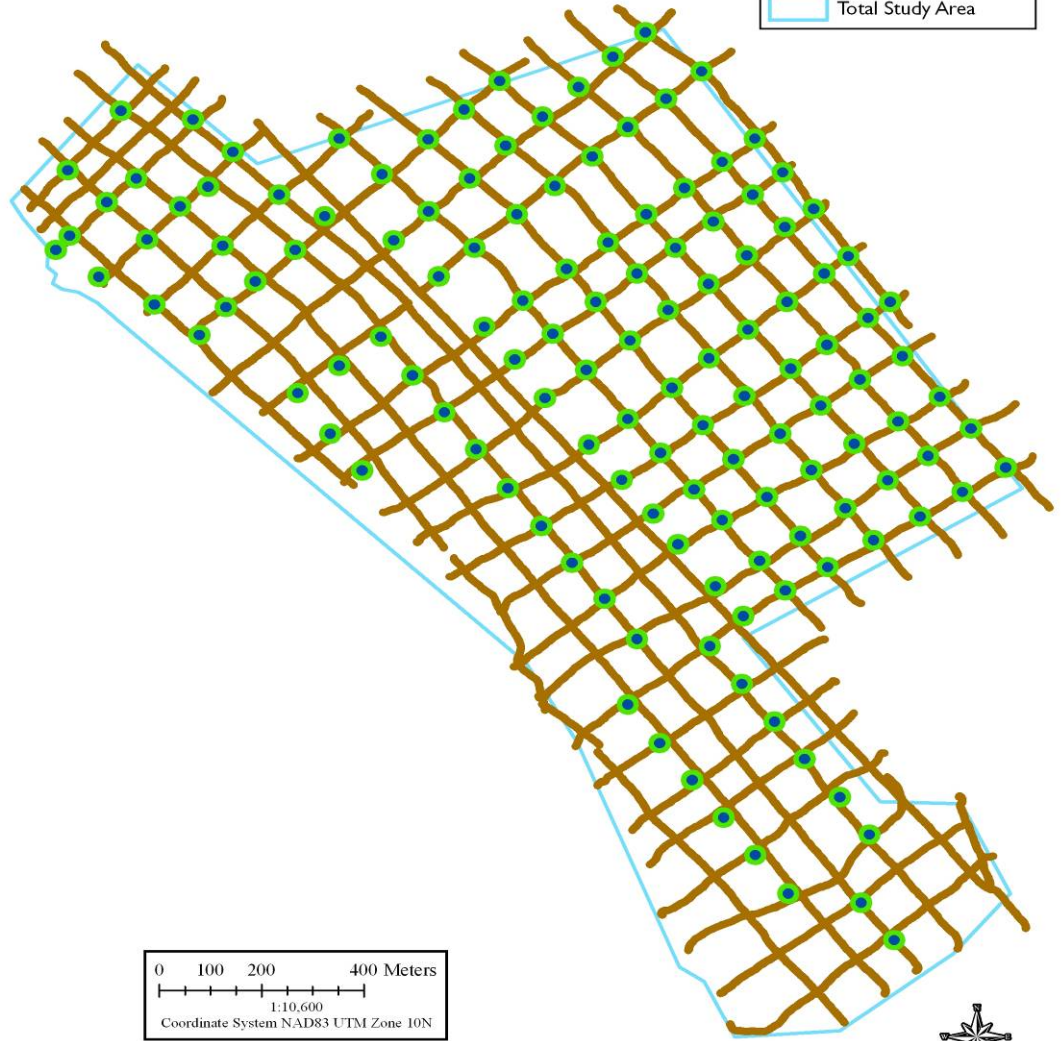 Total Study Area
0 100 200 400 Meters
1:10,600
Coordinate System NAD83 UTM Zone 10N
N
W E